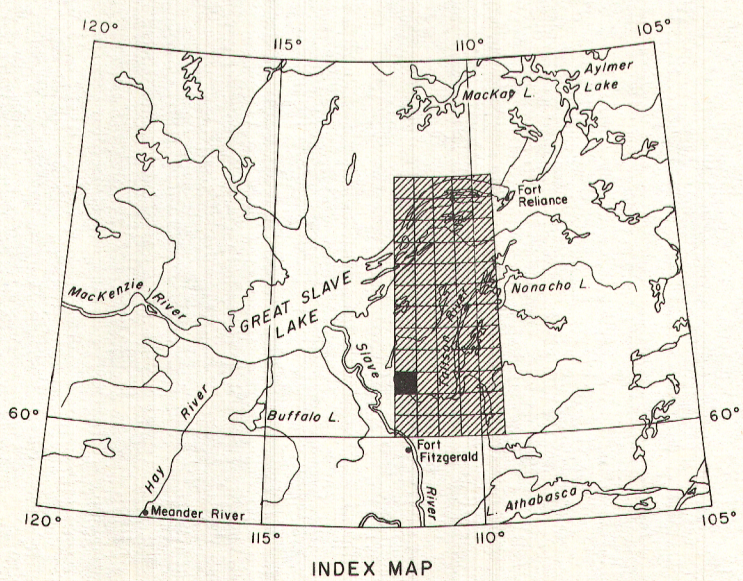 120°
115°
110°
105°
Aylmer
Lake
MacKay L.
Fort
Reliance
MacKenzie River
GREAT SLAVE
LAKE
Nonacho L.
Taltson River
Slave
River
60°
Buffalo L.
60°
Hay River
Fort
Fitzgerald
L. Athabasca
Meander River
120°
115°
110°
105°
INDEX MAP